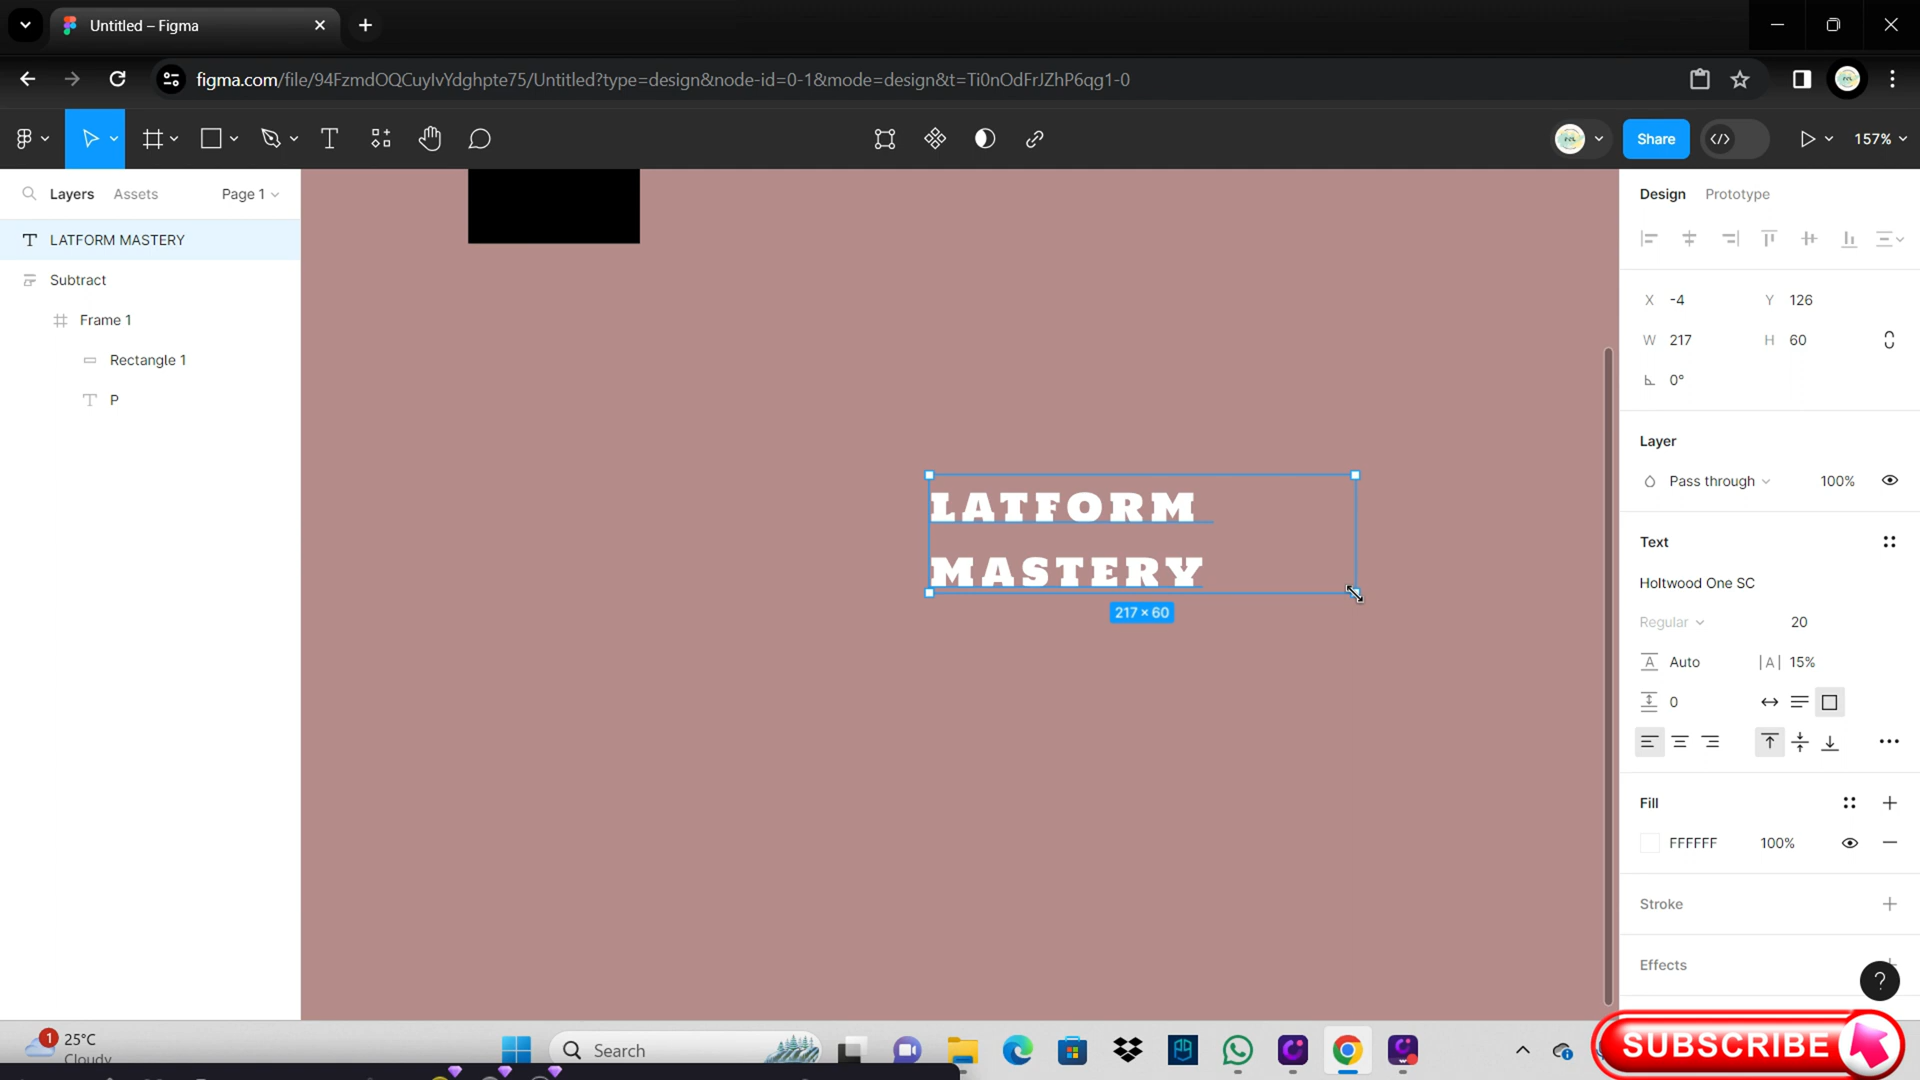 Untitled – Figma
figma.com/file/94FzmdOQCuyIvYdghpte75/Untitled?type=design&node-id=0-1&mode=design&t=Ti0nOdFrJZhP6qg1-0
Share
157%
Layers Assets Page 1
Design Prototype
LATFORM MASTERY
Subtract
Frame 1
Rectangle 1
P
X -4 Y 126
W 217 H 60
0°
Layer
Pass through 100%
Text
Holtwood One SC
Regular 20
Auto |A| 15%
0
Fill
FFFFFF 100%
Stroke
Effects
?
LATFORM
MASTERY
217 × 60
1
25°C
Cloudy
Search
SUBSCRIBE